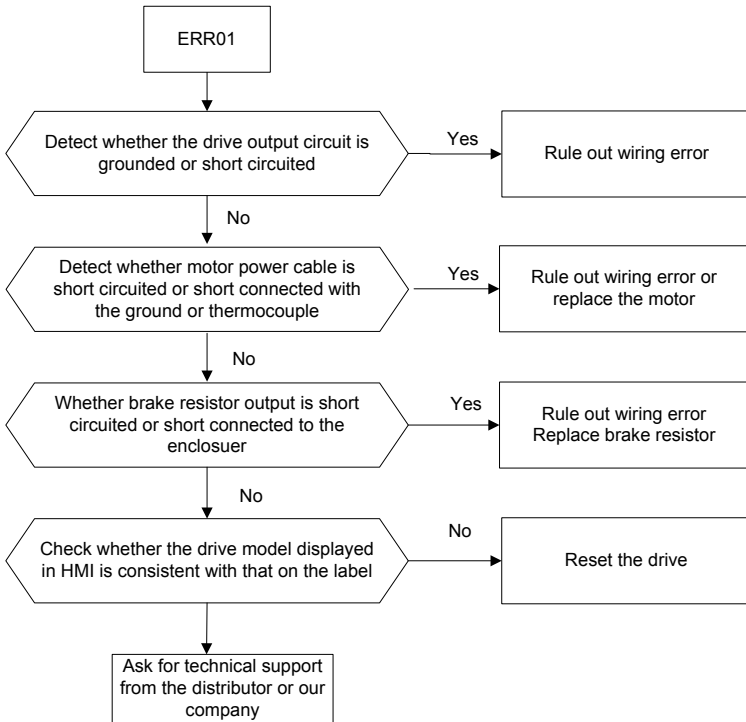 ERR01
Detect whether the drive output circuit is
grounded or short circuited
Yes
Rule out wiring error
No
Detect whether motor power cable is
short circuited or short connected with
the ground or thermocouple
Yes
Rule out wiring error or
replace the motor
No
Whether brake resistor output is short
circuited or short connected to the
enclosuer
Yes
Rule out wiring error
Replace brake resistor
No
Check whether the drive model displayed
in HMI is consistent with that on the label
No
Reset the drive
Ask for technical support
from the distributor or our
company